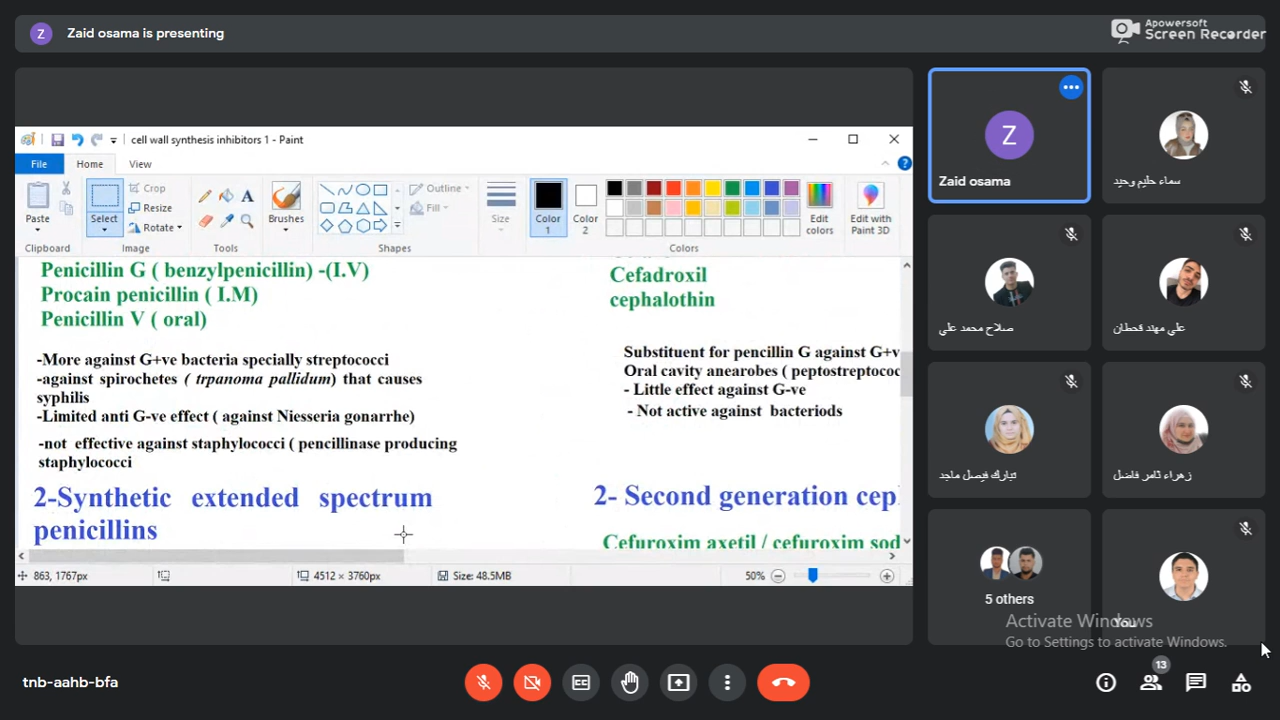 Z
Zaid osama is presenting
Apowersoft
Screen Recorder
cell wall synthesis inhibitors 1 - Paint
File
Home
View
Paste
Select
Crop
Resize
Rotate
A
Brushes
Outline
Fill
Size
Color
1
Color
2
Edit
colors
Edit with
Paint 3D
Clipboard
Image
Tools
Shapes
Colors
Penicillin G ( benzylpenicillin) -(I.V)
Procain penicillin ( I.M)
Penicillin V ( oral)
-More against G+ve bacteria specially streptococci
-against spirochetes ( trpanoma pallidum) that causes
syphilis
-Limited anti G-ve effect ( against Niesseria gonarrhe)
-not effective against staphylococci ( pencillinase producing
staphylococci
2-Synthetic extended spectrum
penicillins
Cefadroxil
cephalothin
Substituent for pencillin G against G+v
Oral cavity anearobes ( peptostreptococ
- Little effect against G-ve
- Not active against bacteriods
2- Second generation cep
Cefuroxim axetil / cefuroxim sod
863, 1767px
4512 × 3760px
Size: 48.5MB
50%
Z
Zaid osama
سماء حليم وحيد
صلاح محمد علي
علي مهند قحطان
تبارك فيصل ماجد
زهراء ثامر فاضل
5 others
You
Activate Windows
Go to Settings to activate Windows.
tnb-aahb-bfa
CC
13